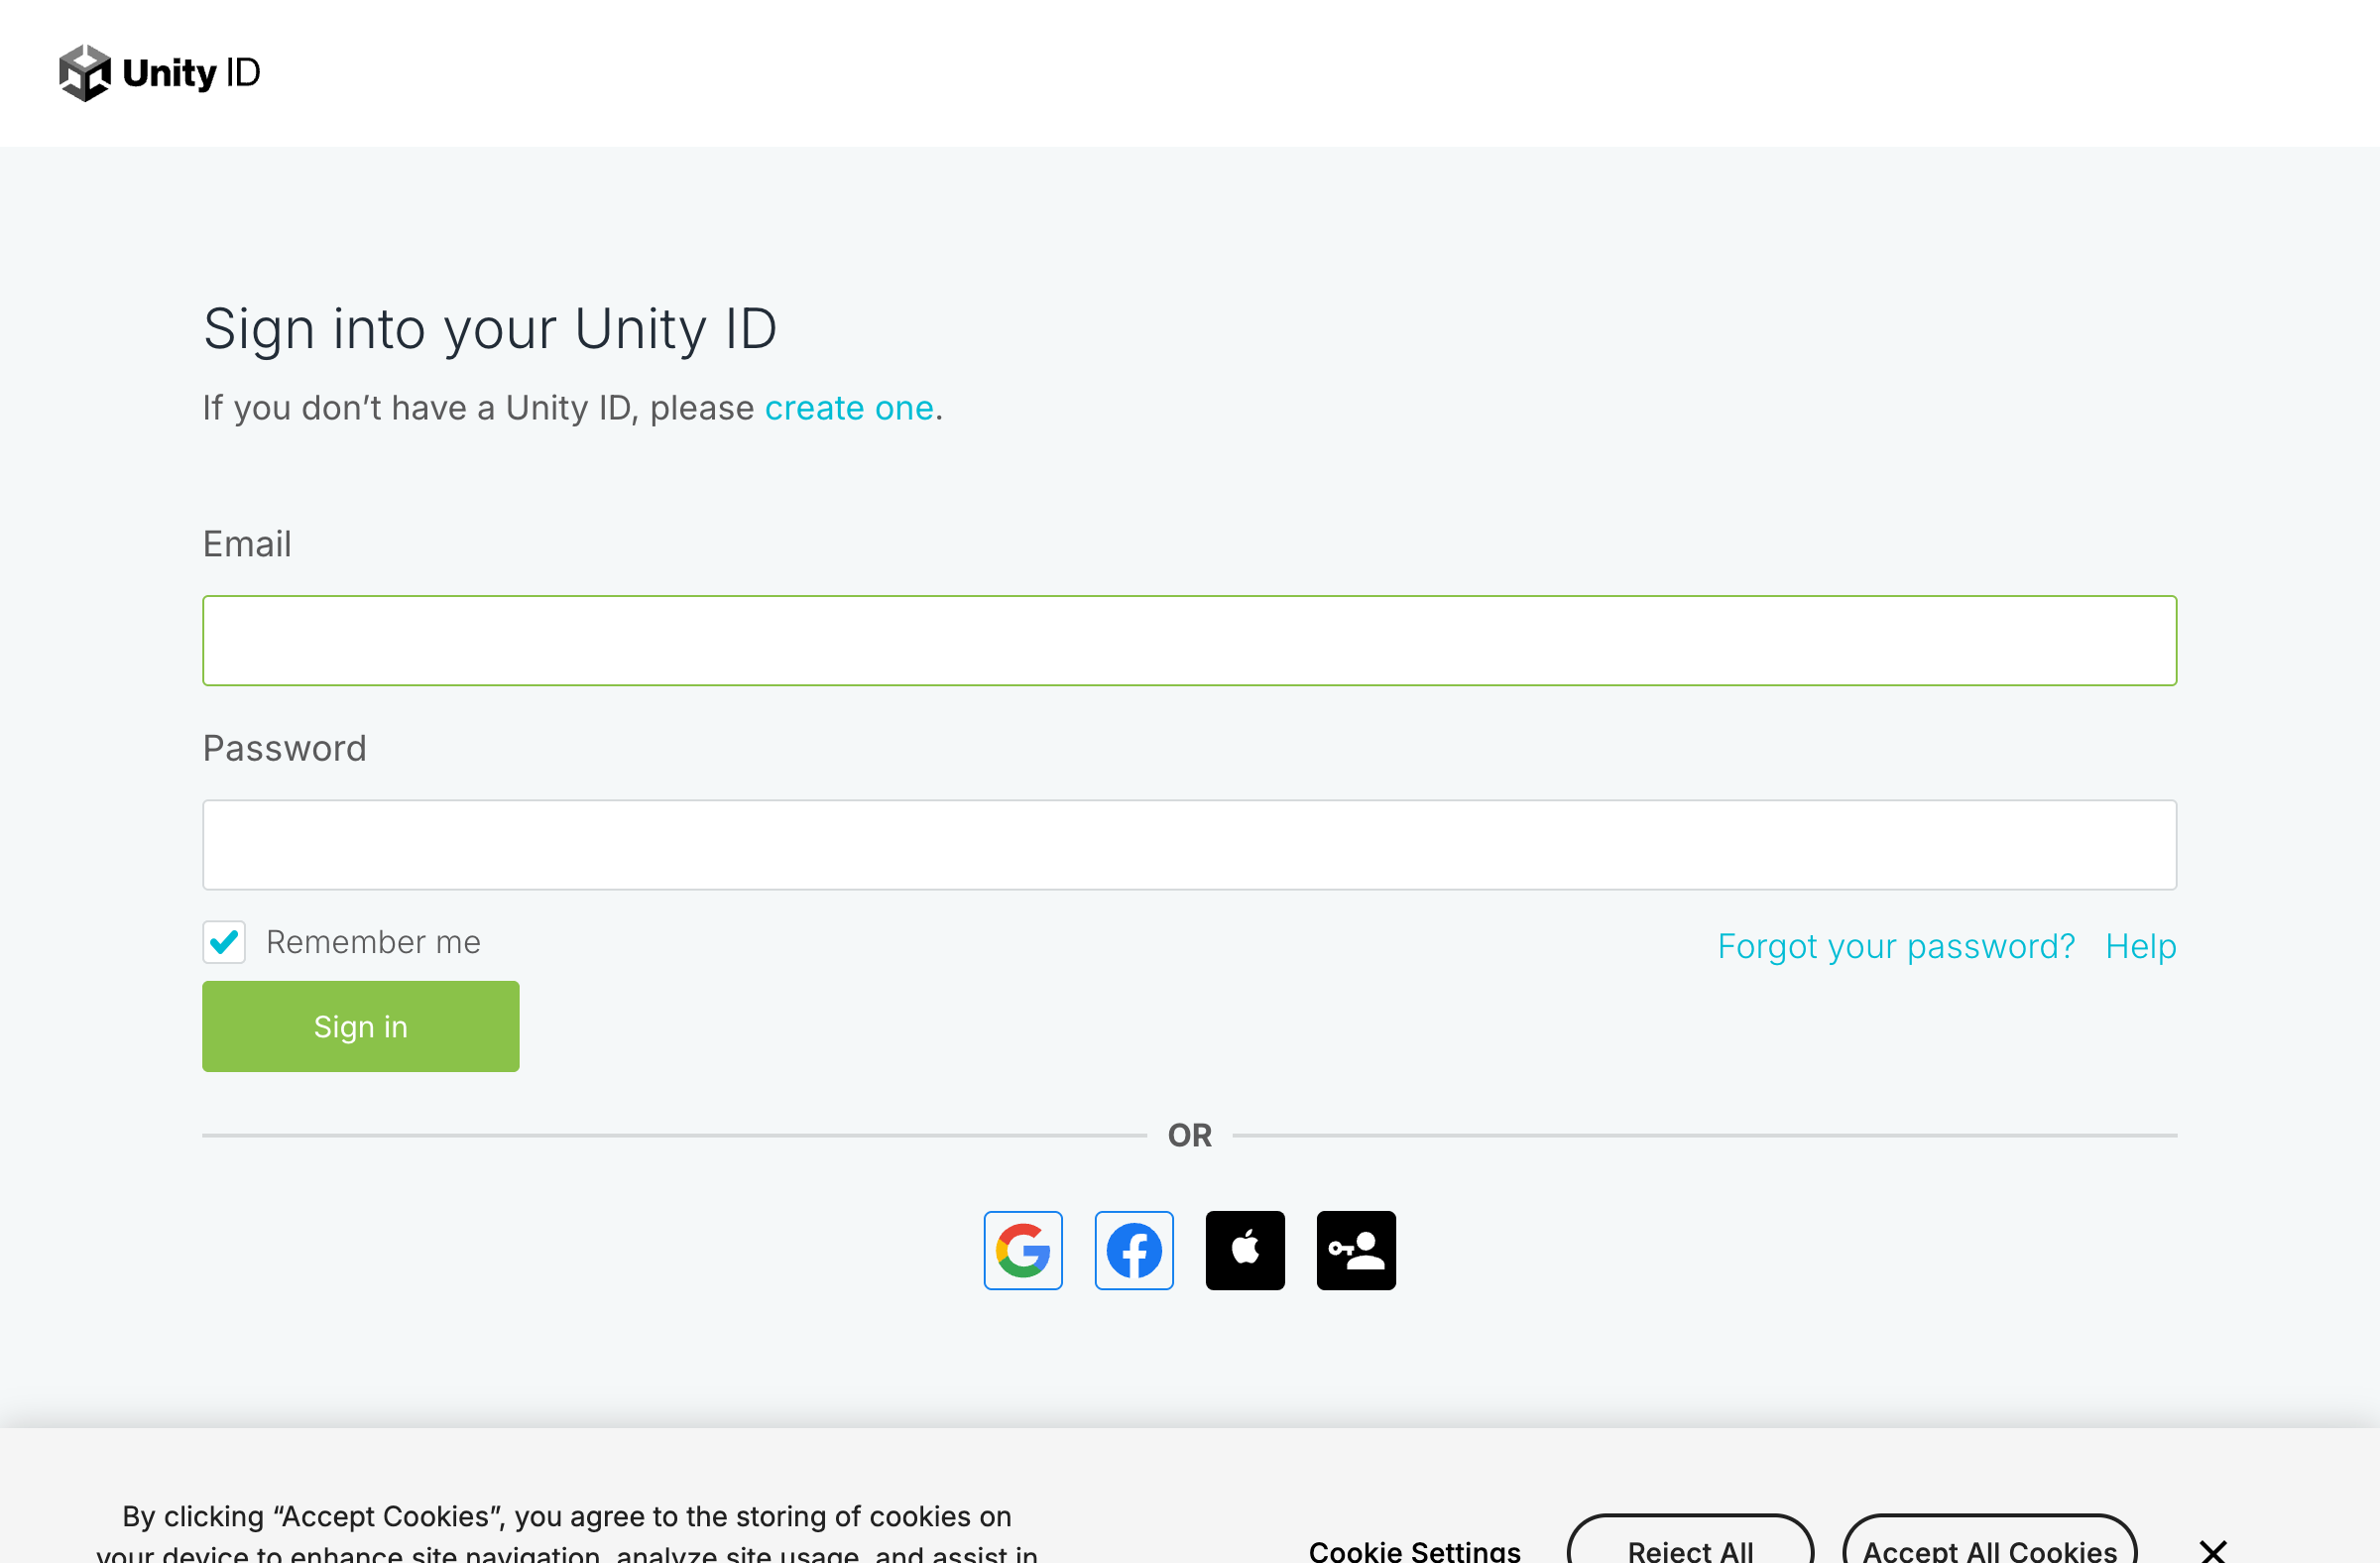 Unity ID
Sign into your Unity ID
If you don’t have a Unity ID, please create one.
Email
Password
Remember me
Forgot your password? Help
Sign in
OR
By clicking “Accept Cookies”, you agree to the storing of cookies on
your device to enhance site navigation, analyze site usage, and assist in
Cookie Settings
Reject All
Accept All Cookies